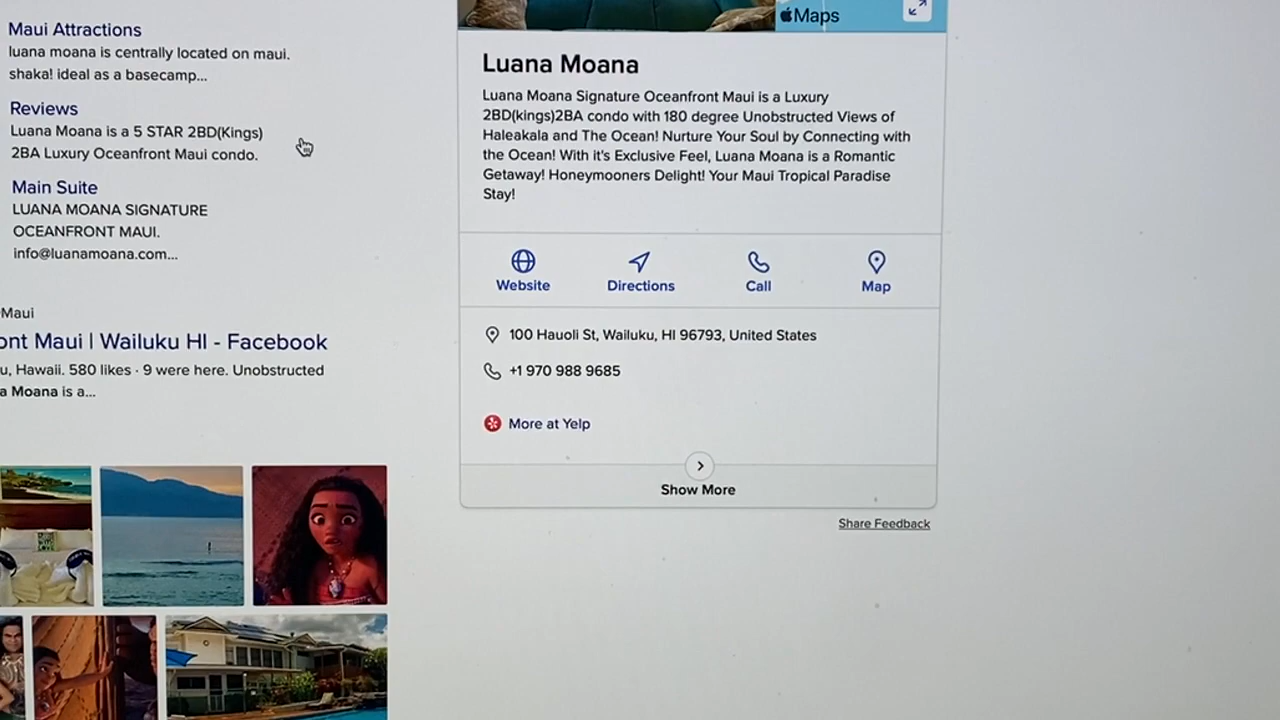 Maui Attractions
luana moana is centrally located on maui.
shaka! ideal as a basecamp...
Reviews
Luana Moana is a 5 STAR 2BD(Kings)
2BA Luxury Oceanfront Maui condo.
Main Suite
LUANA MOANA SIGNATURE
OCEANFRONT MAUI.
info@luanamoana.com...
Maui
ont Maui | Wailuku HI - Facebook
u, Hawaii. 580 likes · 9 were here. Unobstructed
a Moana is a...
Maps
Luana Moana
Luana Moana Signature Oceanfront Maui is a Luxury
2BD(kings)2BA condo with 180 degree Unobstructed Views of
Haleakala and The Ocean! Nurture Your Soul by Connecting with
the Ocean! With it's Exclusive Feel, Luana Moana is a Romantic
Getaway! Honeymooners Delight! Your Maui Tropical Paradise
Stay!
Website
Directions
Call
Map
100 Hauoli St, Wailuku, HI 96793, United States
+1 970 988 9685
More at Yelp
Show More
Share Feedback